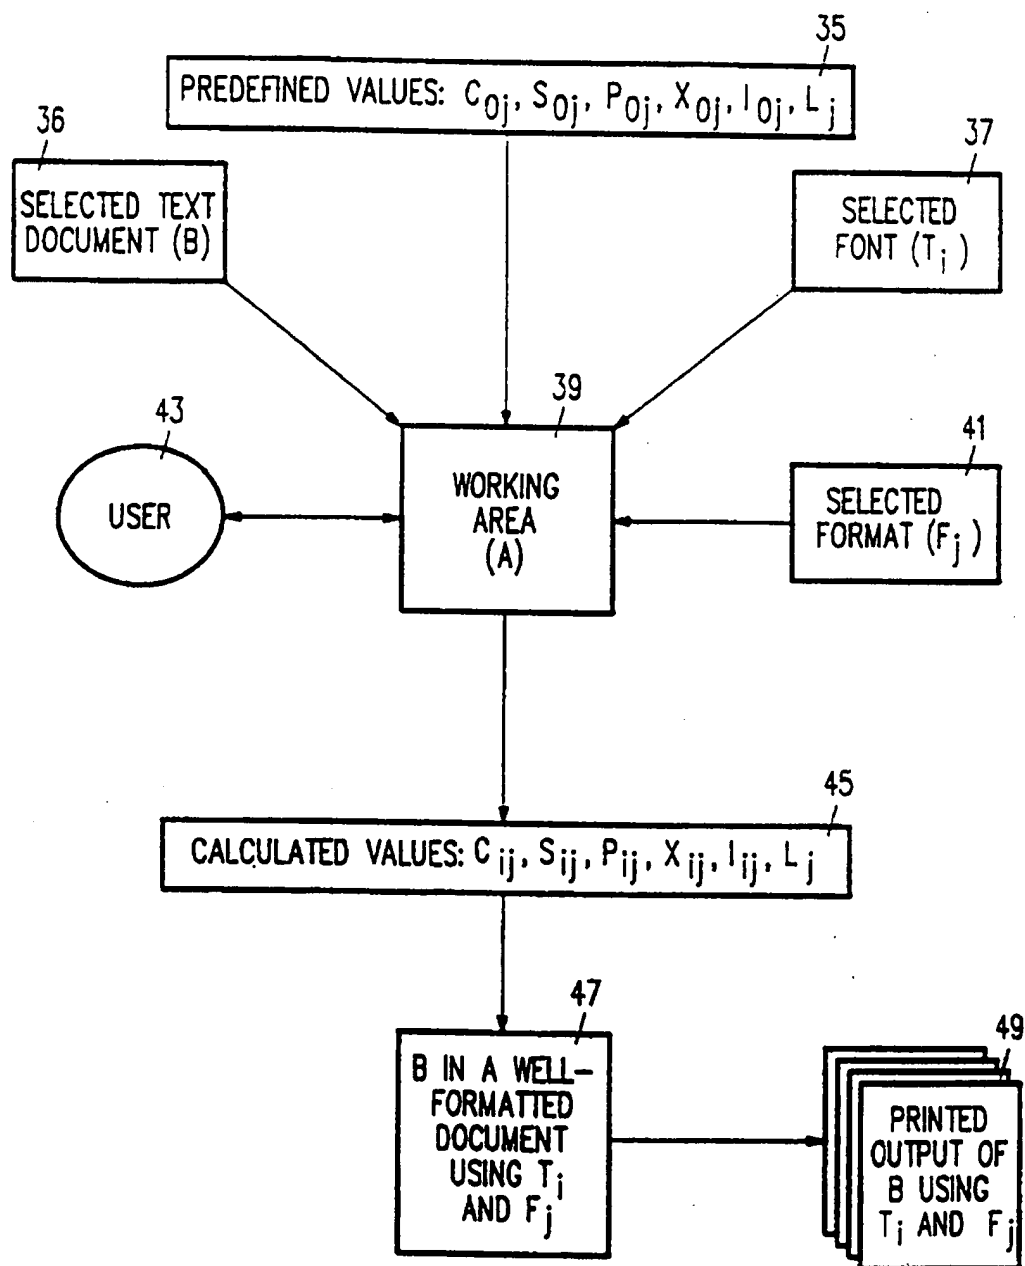 35
PREDEFINED VALUES: C0j, S0j, P0j, X0j, I0j, Lj
36
SELECTED TEXT
DOCUMENT (B)
37
SELECTED
FONT (Ti)
39
WORKING
AREA
(A)
43
USER
41
SELECTED
FORMAT (Fj)
45
CALCULATED VALUES: Cij, Sij, Pij, Xij, Iij, Lj
47
B IN A WELL-
FORMATTED
DOCUMENT
USING Ti
AND Fj
49
PRINTED
OUTPUT OF
B USING
Ti AND Fj